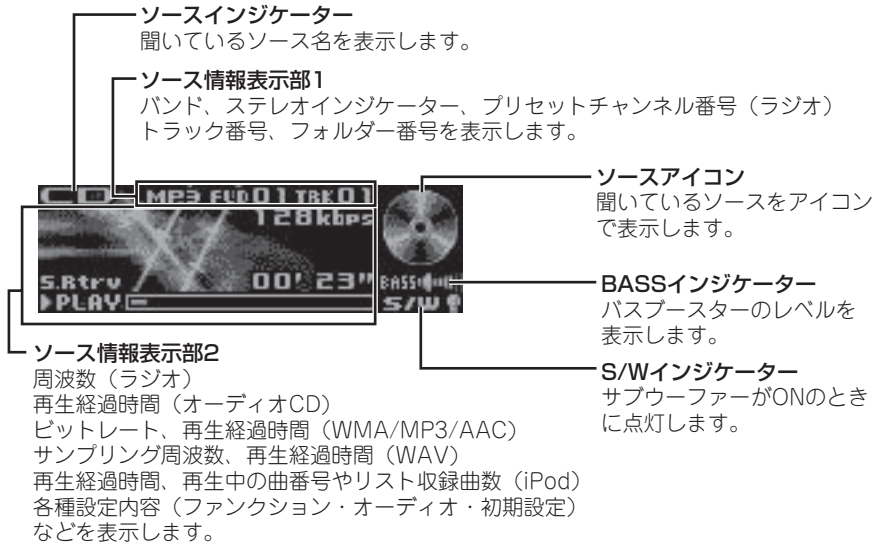 ソースインジケーター
聞いているソース名を表示します。
ソース情報表示部1
バンド、ステレオインジケーター、プリセットチャンネル番号（ラジオ）
トラック番号、フォルダー番号を表示します。
CD MP3 FLD01 TRK01
128kbps
S.Rtrv 00' 23"
▶PLAY
BASS
S/W
ソースアイコン
聞いているソースをアイコン
で表示します。
BASSインジケーター
バスブースターのレベルを
表示します。
S/Wインジケーター
サブウーファーがONのとき
に点灯します。
ソース情報表示部2
周波数（ラジオ）
再生経過時間（オーディオCD）
ビットレート、再生経過時間（WMA/MP3/AAC）
サンプリング周波数、再生経過時間（WAV）
再生経過時間、再生中の曲番号やリスト収録曲数（iPod）
各種設定内容（ファンクション・オーディオ・初期設定）
などを表示します。